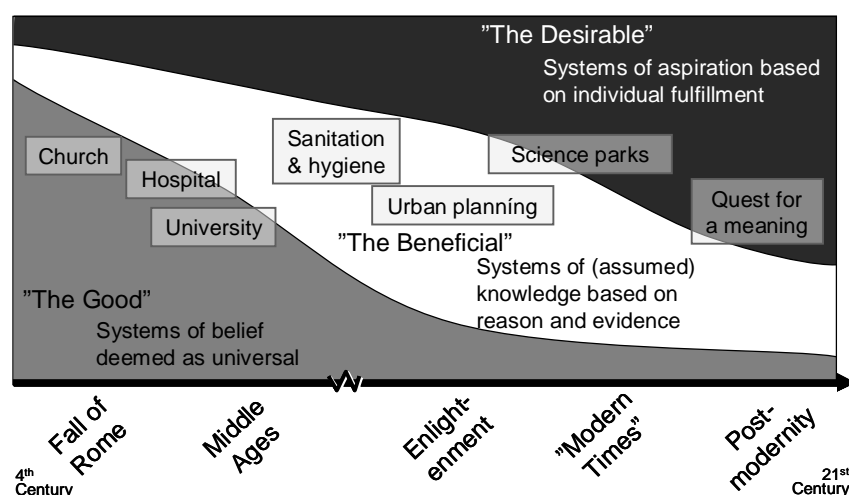 ”The Desirable”
Systems of aspiration based
on individual fulfillment
Church
Hospital
University
Sanitation
& hygiene
Urban planníng
Science parks
Quest for
a meaning
”The Beneficial”
Systems of (assumed)
knowledge based on
reason and evidence
”The Good”
Systems of belief
deemed as universal
Fall of
Rome
Middle
Ages
Enlight-
enment
”Modern
Times”
Post-
modernity
4th
Century
21st
Century